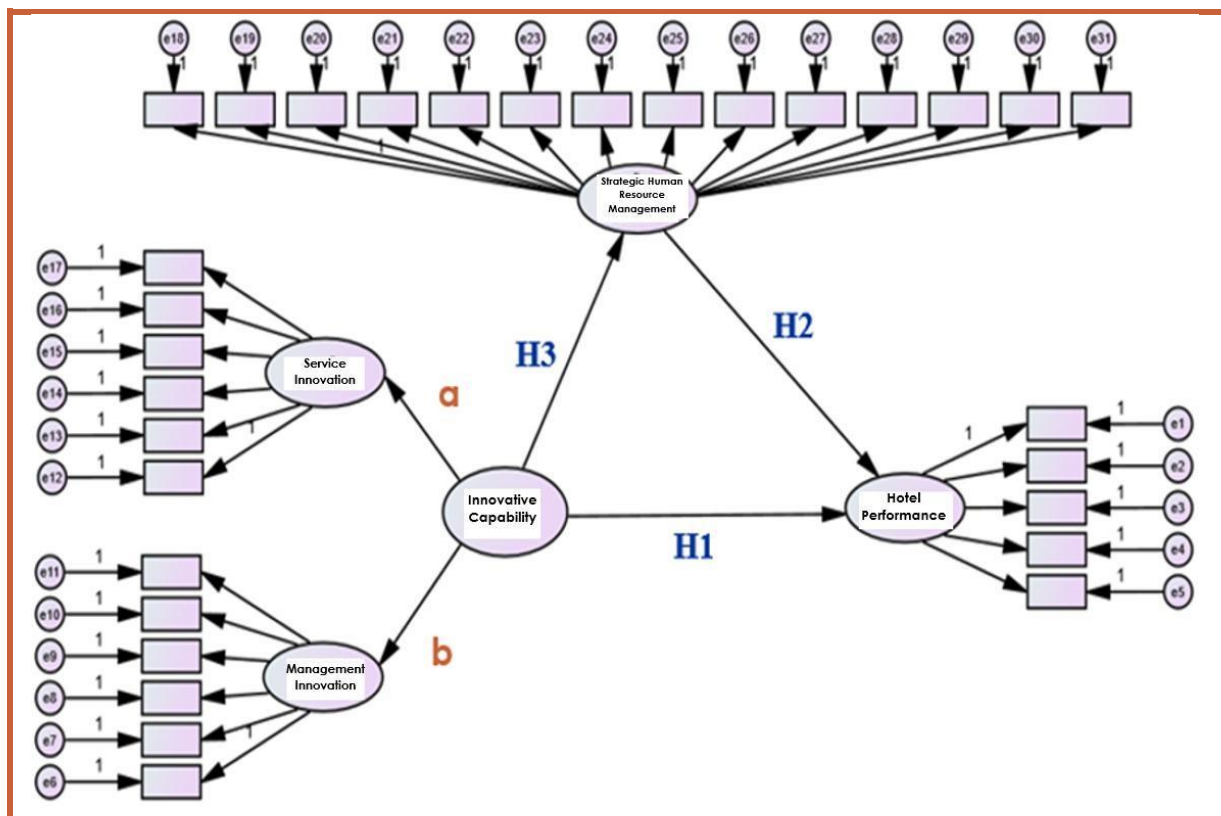 e18 e19 e20 e21 e22 e23 e24 e25 e26 e27 e28 e29 e30 e31
1 1 1 1 1 1 1 1 1 1 1 1 1 1
1
Strategic Human
Resource
Management
e17 1
e16 1
e15 1
e14 1
e13 1
e12 1
1
Service
Innovation
a
H3
H2
Innovative
Capability
H1
Hotel
Performance
1
1 e1
1 e2
1 e3
1 e4
1 e5
e11 1
e10 1
e9 1
e8 1
e7 1
e6 1
1
Management
Innovation
b